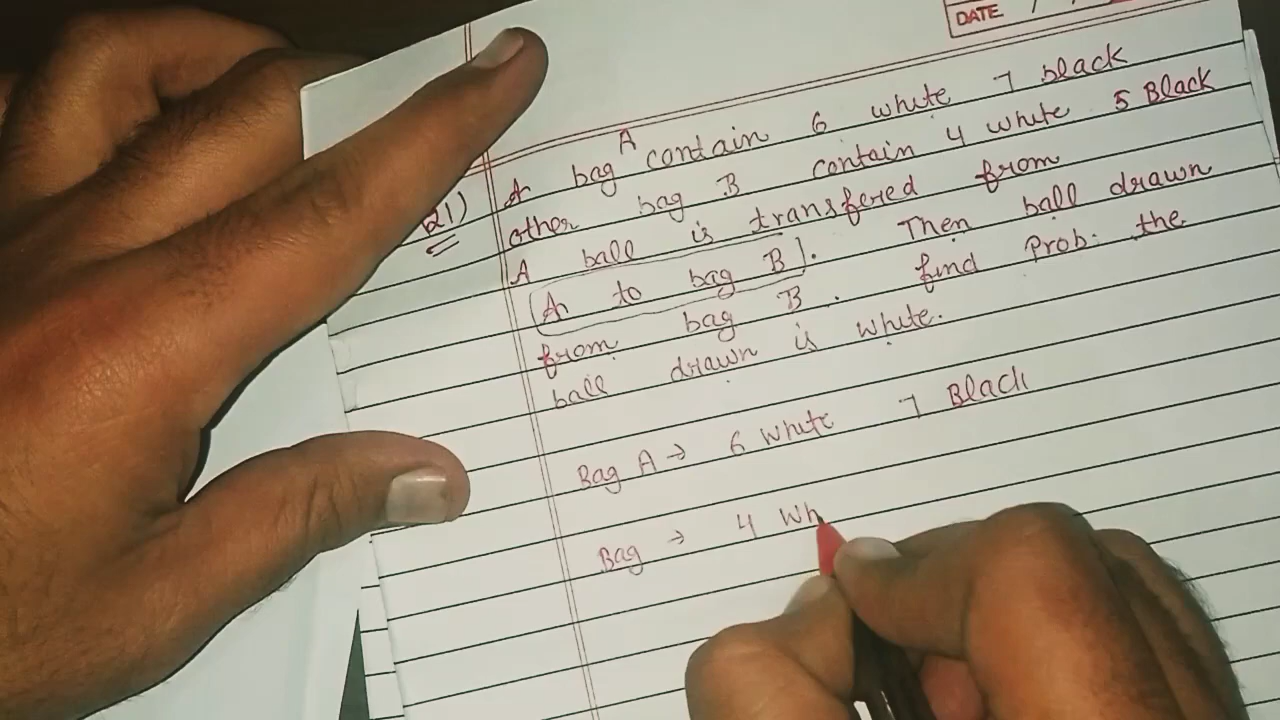 DATE / /
21) A bag A contain 6 white 7 black
other bag B contain 4 white 5 Black
A ball is transfered from
(A to bag B). Then ball drawn
from bag B. find Prob. the
ball drawn is white.
Bag A → 6 White 7 Black
Bag → 4 Wh